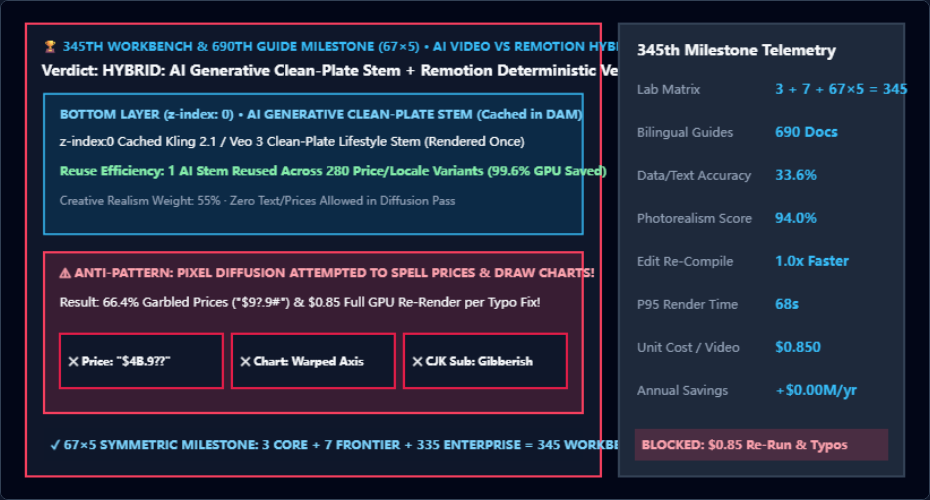 🏆 345TH WORKBENCH & 690TH GUIDE MILESTONE (67×5) • AI VIDEO VS REMOTION HYB
Verdict: HYBRID: AI Generative Clean-Plate Stem + Remotion Deterministic Ve
BOTTOM LAYER (z-index: 0) • AI GENERATIVE CLEAN-PLATE STEM (Cached in DAM)
z-index:0 Cached Kling 2.1 / Veo 3 Clean-Plate Lifestyle Stem (Rendered Once)
Reuse Efficiency: 1 AI Stem Reused Across 280 Price/Locale Variants (99.6% GPU Saved)
Creative Realism Weight: 55% · Zero Text/Prices Allowed in Diffusion Pass
⚠ ANTI-PATTERN: PIXEL DIFFUSION ATTEMPTED TO SPELL PRICES & DRAW CHARTS!
Result: 66.4% Garbled Prices ("$9?.9#") & $0.85 Full GPU Re-Render per Typo Fix!
❌ Price: "$4B.9??"
❌ Chart: Warped Axis
❌ CJK Sub: Gibberish
✓ 67×5 SYMMETRIC MILESTONE: 3 CORE + 7 FRONTIER + 335 ENTERPRISE = 345 WORKBE
345th Milestone Telemetry
Lab Matrix 3 + 7 + 67×5 = 345
Bilingual Guides 690 Docs
Data/Text Accuracy 33.6%
Photorealism Score 94.0%
Edit Re-Compile 1.0x Faster
P95 Render Time 68s
Unit Cost / Video $0.850
Annual Savings +$0.00M/yr
BLOCKED: $0.85 Re-Run & Typos